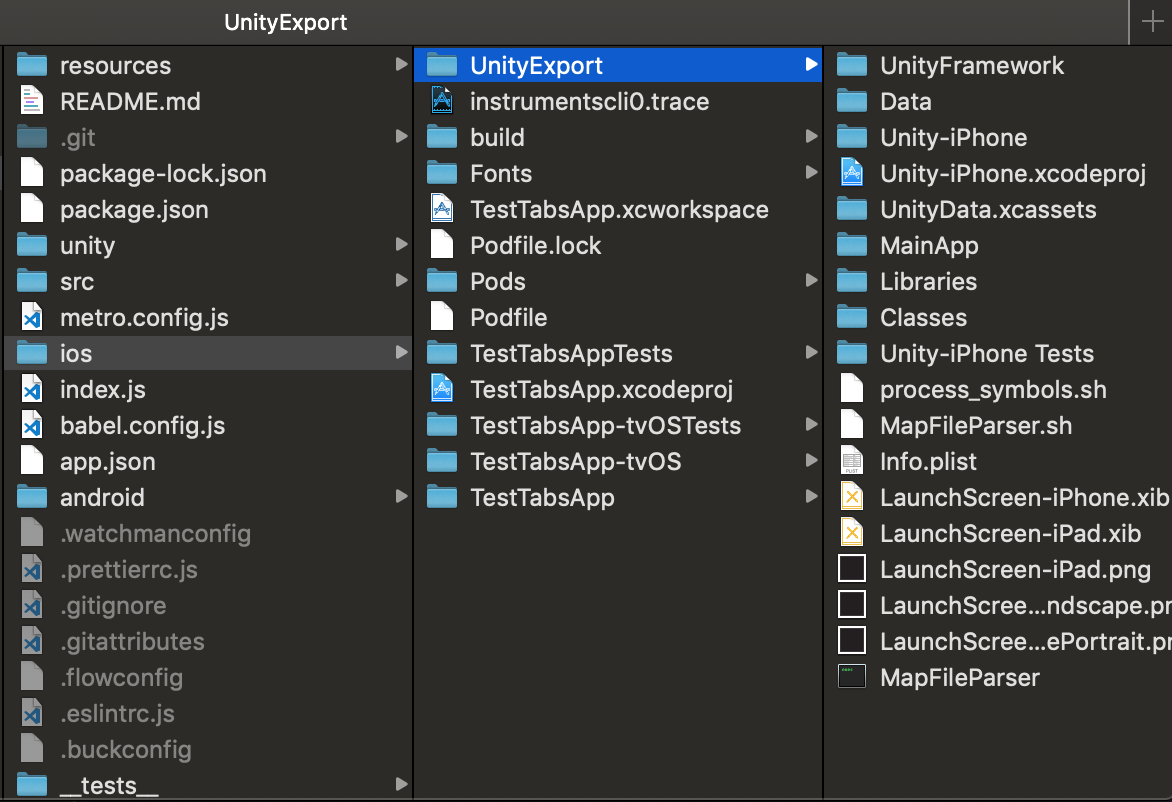 UnityExport
resources
README.md
.git
package-lock.json
package.json
unity
src
metro.config.js
ios
index.js
babel.config.js
app.json
android
.watchmanconfig
.prettierrc.js
.gitignore
.gitattributes
.flowconfig
.eslintrc.js
.buckconfig
__tests__
UnityExport
instrumentscli0.trace
build
Fonts
TestTabsApp.xcworkspace
Podfile.lock
Pods
Podfile
TestTabsAppTests
TestTabsApp.xcodeproj
TestTabsApp-tvOSTests
TestTabsApp-tvOS
TestTabsApp
UnityFramework
Data
Unity-iPhone
Unity-iPhone.xcodeproj
UnityData.xcassets
MainApp
Libraries
Classes
Unity-iPhone Tests
process_symbols.sh
MapFileParser.sh
Info.plist
LaunchScreen-iPhone.xib
LaunchScreen-iPad.xib
LaunchScreen-iPad.png
LaunchScree...ndscape.pn
LaunchScree...ePortrait.pn
MapFileParser